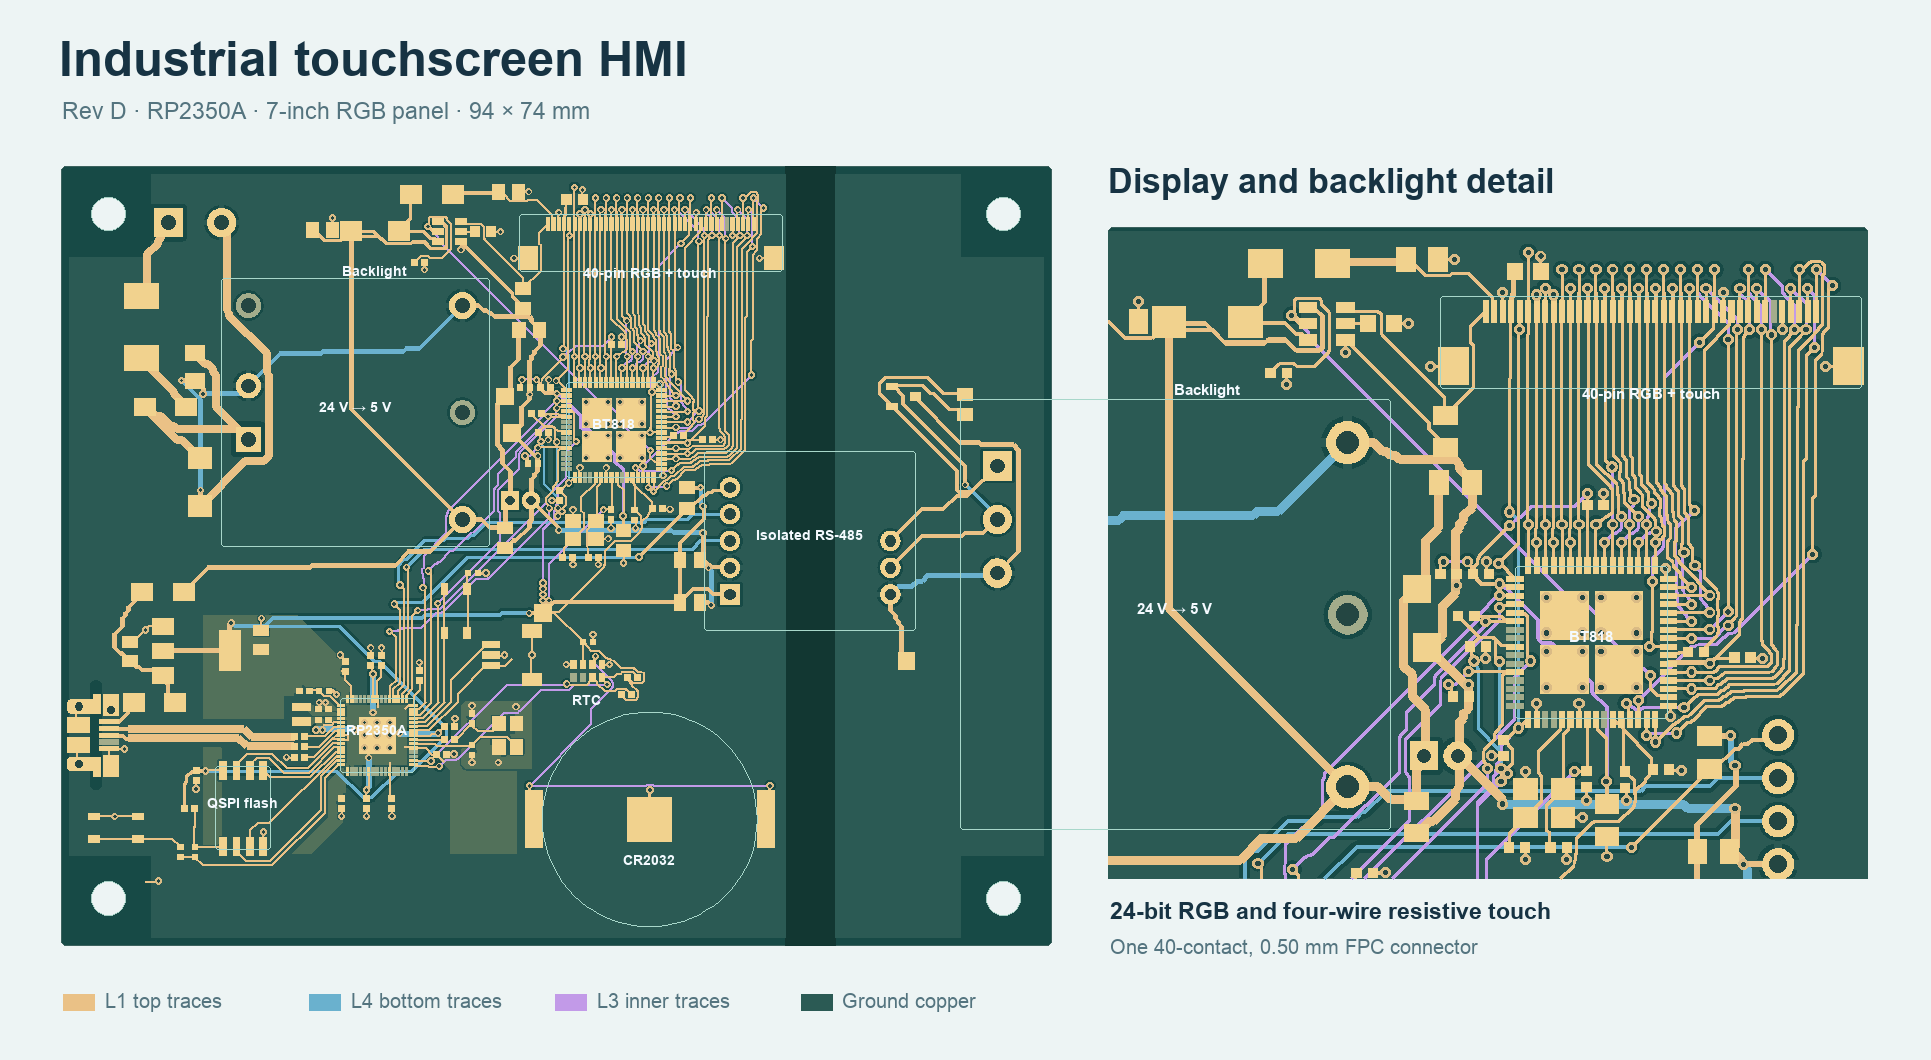 Industrial touchscreen HMI
Rev D · RP2350A · 7-inch RGB panel · 94 × 74 mm
Backlight
40-pin RGB + touch
24 V ↔ 5 V
BT818
Isolated RS-485
RTC
RP2350A
QSPI flash
CR2032
Display and backlight detail
Backlight
40-pin RGB + touch
24 V ↔ 5 V
BT818
24-bit RGB and four-wire resistive touch
One 40-contact, 0.50 mm FPC connector
L1 top traces
L4 bottom traces
L3 inner traces
Ground copper